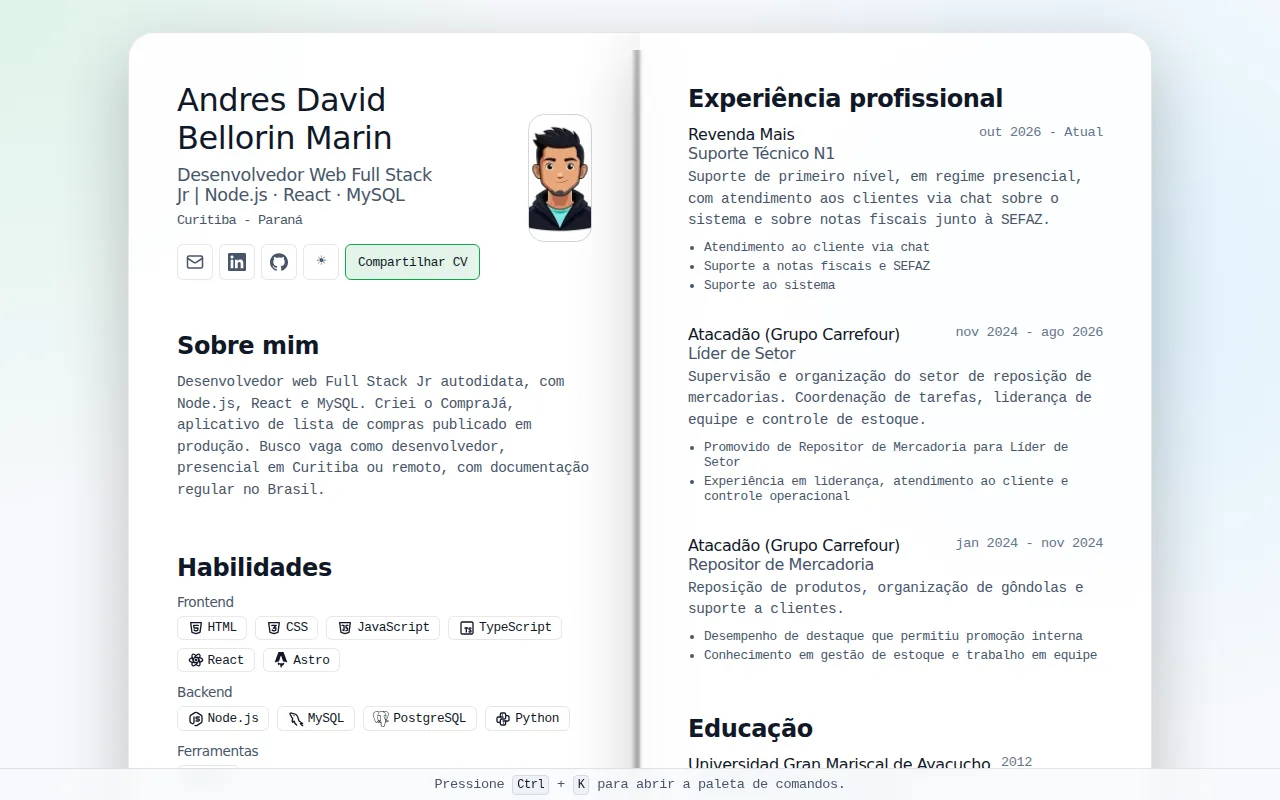 Andres David
Bellorin Marin
Desenvolvedor Web Full Stack
Jr | Node.js · React · MySQL
Curitiba - Paraná
Compartilhar CV
Sobre mim
Desenvolvedor web Full Stack Jr autodidata, com
Node.js, React e MySQL. Criei o CompraJá,
aplicativo de lista de compras publicado em
produção. Busco vaga como desenvolvedor,
presencial em Curitiba ou remoto, com documentação
regular no Brasil.
Habilidades
Frontend
HTML CSS JavaScript TypeScript
React Astro
Backend
Node.js MySQL PostgreSQL Python
Ferramentas
Experiência profissional
Revenda Mais out 2026 - Atual
Suporte Técnico N1
Suporte de primeiro nível, em regime presencial,
com atendimento aos clientes via chat sobre o
sistema e sobre notas fiscais junto à SEFAZ.
• Atendimento ao cliente via chat
• Suporte a notas fiscais e SEFAZ
• Suporte ao sistema
Atacadão (Grupo Carrefour) nov 2024 - ago 2026
Líder de Setor
Supervisão e organização do setor de reposição de
mercadorias. Coordenação de tarefas, liderança de
equipe e controle de estoque.
• Promovido de Repositor de Mercadoria para Líder de
Setor
• Experiência em liderança, atendimento ao cliente e
controle operacional
Atacadão (Grupo Carrefour) jan 2024 - nov 2024
Repositor de Mercadoria
Reposição de produtos, organização de gôndolas e
suporte a clientes.
• Desempenho de destaque que permitiu promoção interna
• Conhecimento em gestão de estoque e trabalho em equipe
Educação
Universidad Gran Mariscal de Ayacucho 2012
Pressione Ctrl + K para abrir a paleta de comandos.